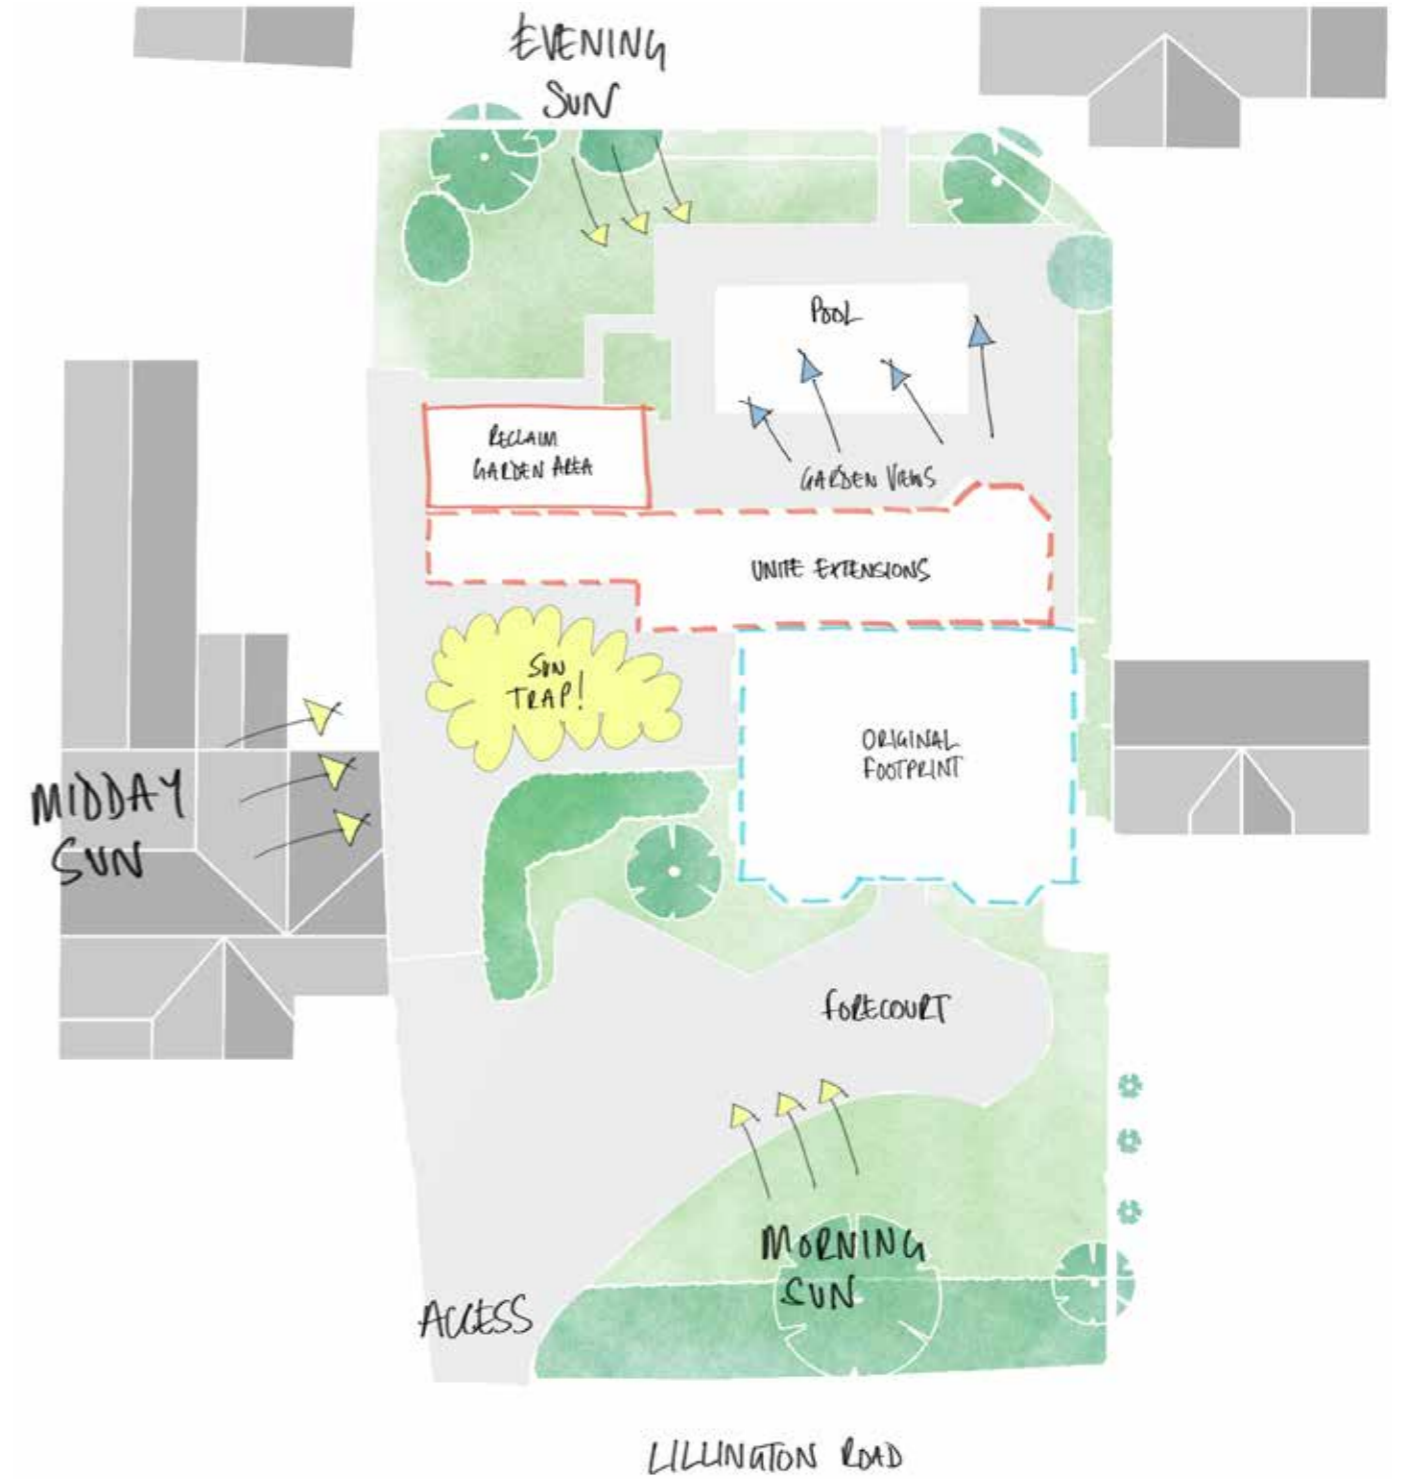 EVENING
SUN
POOL
RECLAIM
GARDEN AREA
GARDEN VIEWS
UNITE EXTENSIONS
SUN
TRAP!
ORIGINAL
FOOTPRINT
MIDDAY
SUN
FORECOURT
MORNING
SUN
ACCESS
LILLINGTON ROAD